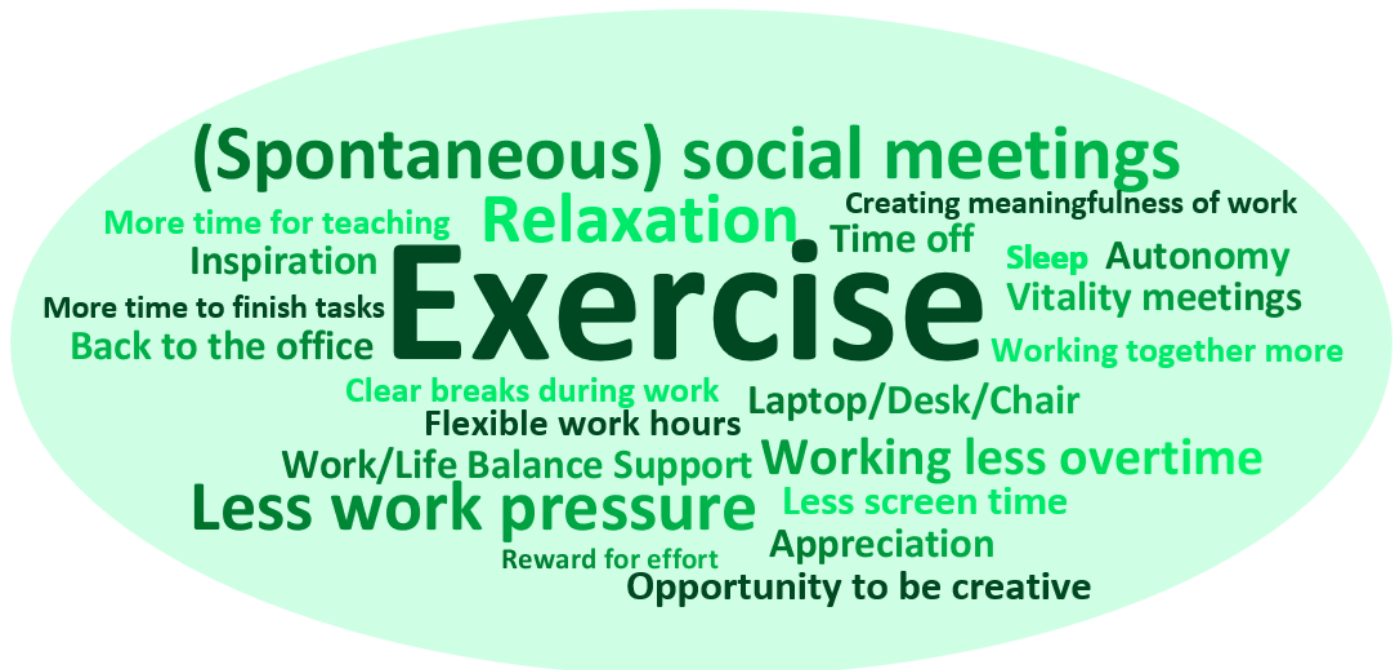 (Spontaneous) social meetings
More time for teaching
Relaxation
Creating meaningfulness of work
Inspiration
Exercise
Time off
Sleep
Autonomy
More time to finish tasks
Vitality meetings
Back to the office
Working together more
Clear breaks during work
Laptop/Desk/Chair
Flexible work hours
Work/Life Balance Support
Working less overtime
Less work pressure
Less screen time
Reward for effort
Appreciation
Opportunity to be creative